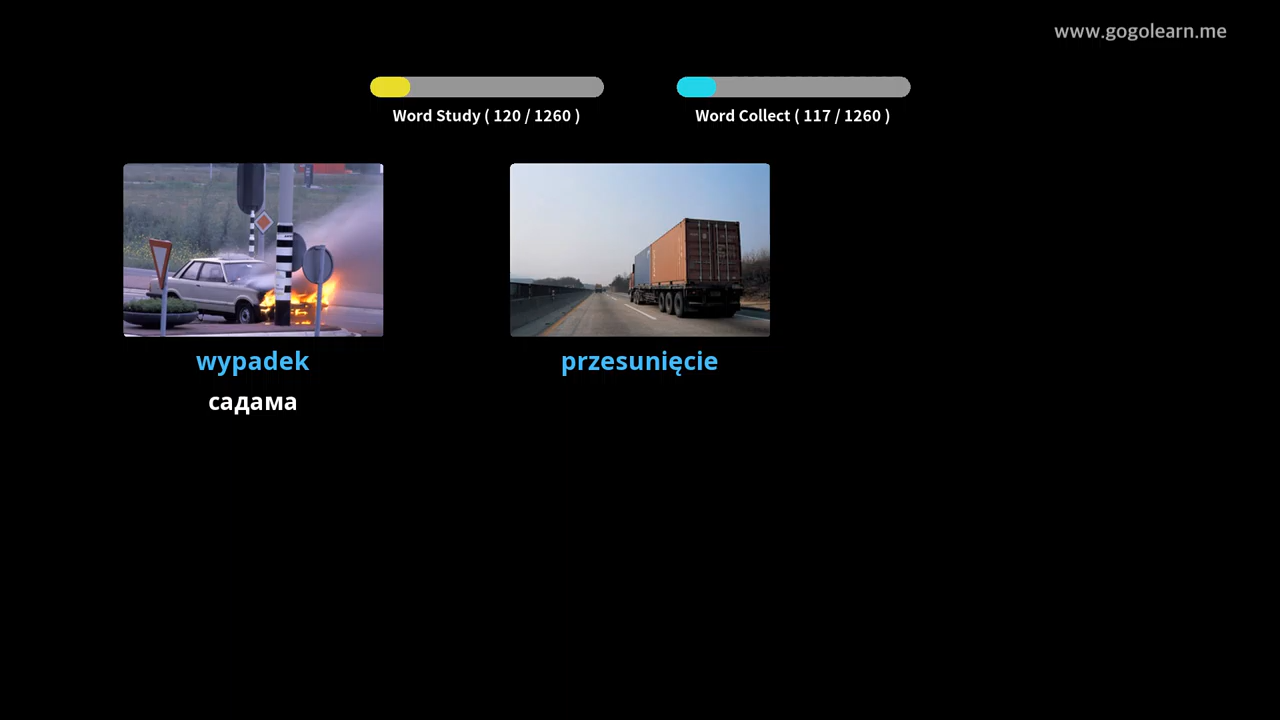 www.gogolearn.me
Word Study ( 120 / 1260 )
Word Collect ( 117 / 1260 )
wypadek
przesunięcie
садама